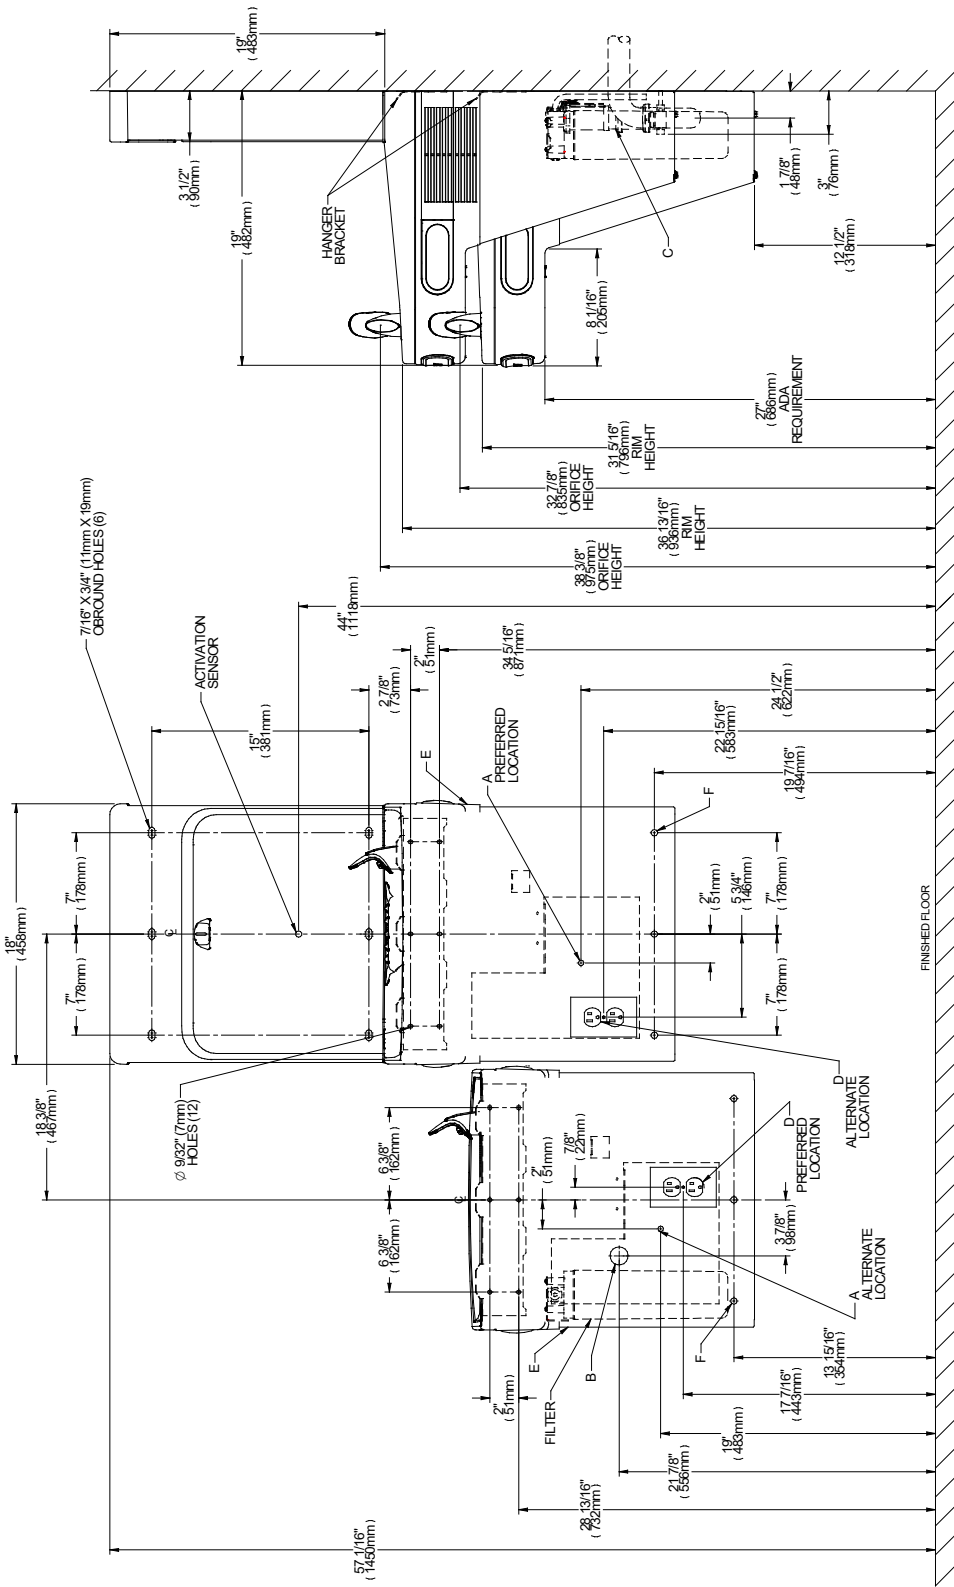 57 1/16"
( 1450mm)
28 13/16"
( 732mm)
21 7/8"
( 556mm)
19"
( 483mm)
17 7/16"
( 443mm)
13 15/16"
( 354mm)
2"
( 51mm)
FILTER
E
B
F
A
ALTERNATE
LOCATION
6 3/8"
( 162mm)
6 3/8"
( 162mm)
2"
( 51mm)
7/8"
( 22mm)
3 7/8"
( 98mm)
D
PREFERRED
LOCATION
D
ALTERNATE
LOCATION
18 3/8"
( 467mm)
Ø 9/32" (7mm)
HOLES (12)
18"
( 458mm)
7"
( 178mm)
7"
( 178mm)
15"
( 381mm)
7/16" X 3/4" (11mm X 19mm)
OBROUND HOLES (6)
ACTIVATION
SENSOR
2 7/8"
( 73mm)
2"
( 51mm)
34 5/16"
( 871mm)
44"
( 1118mm)
E
A
PREFERRED
LOCATION
24 1/2"
( 622mm)
22 15/16"
( 583mm)
19 7/16"
( 494mm)
F
2"
( 51mm)
5 3/4"
( 146mm)
7"
( 178mm)
7"
( 178mm)
FINISHED FLOOR
38 3/8"
( 975mm)
ORIFICE
HEIGHT
36 13/16"
( 936mm)
RIM
HEIGHT
32 7/8"
( 835mm)
ORIFICE
HEIGHT
31 5/16"
( 796mm)
RIM
HEIGHT
27"
( 686mm)
ADA
REQUIREMENT
19"
( 483mm)
3 1/2"
( 90mm)
19"
( 482mm)
HANGER
BRACKET
8 1/16"
( 205mm)
C
1 7/8"
( 48mm)
3"
( 76mm)
12 1/2"
( 318mm)